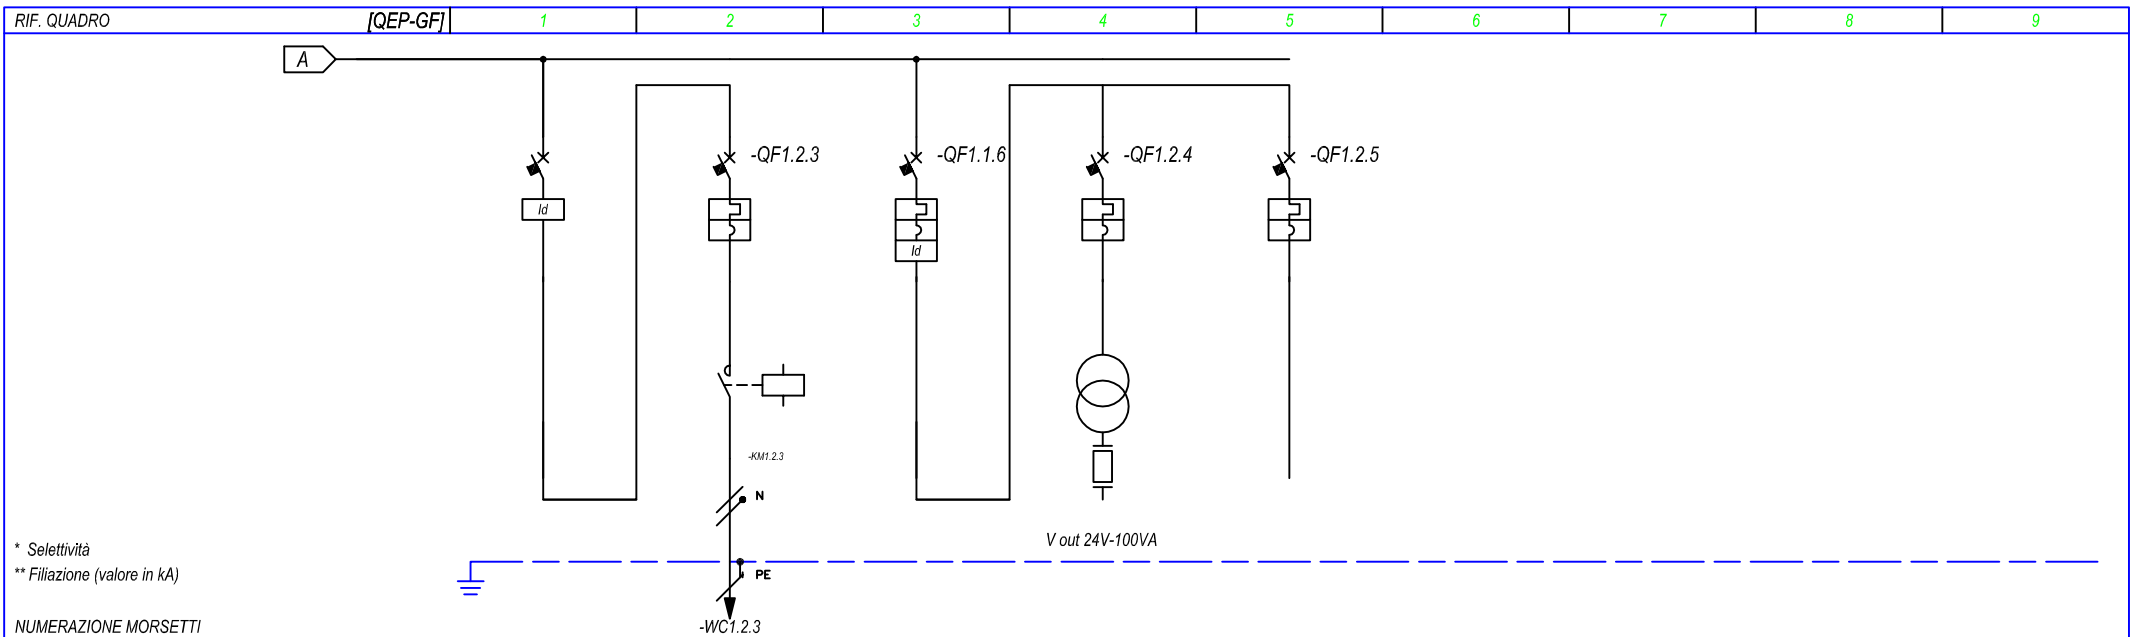 RIF. QUADRO [QEP-GF] 1 2 3 4 5 6 7 8 9
A
-QF1.2.3 -QF1.1.6 -QF1.2.4 -QF1.2.5
Id
Id
-KM1.2.3
N
V out 24V-100VA
* Selettività
** Filiazione (valore in kA)
PE
NUMERAZIONE MORSETTI -WC1.2.3